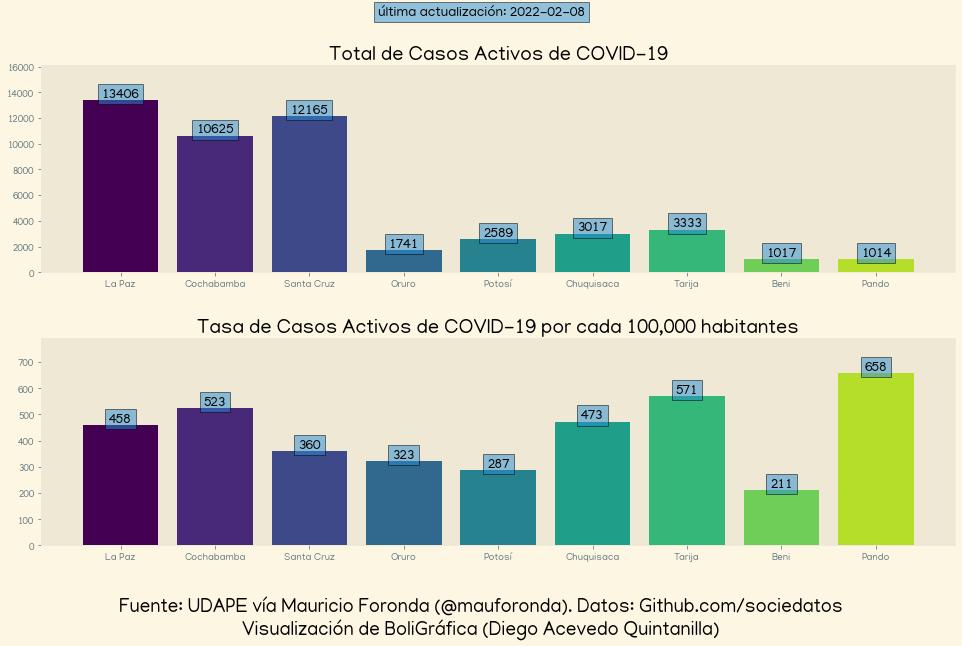 última actualización: 2022-02-08
Total de Casos Activos de COVID-19
16000
14000
12000
10000
8000
6000
4000
2000
0
13406
10625
12165
1741
2589
3017
3333
1017
1014
La Paz
Cochabamba
Santa Cruz
Oruro
Potosí
Chuquisaca
Tarija
Beni
Pando
Tasa de Casos Activos de COVID-19 por cada 100,000 habitantes
700
600
500
400
300
200
100
0
458
523
360
323
287
473
571
211
658
La Paz
Cochabamba
Santa Cruz
Oruro
Potosí
Chuquisaca
Tarija
Beni
Pando
Fuente: UDAPE vía Mauricio Foronda (@mauforonda). Datos: Github.com/sociedatos
Visualización de BoliGráfica (Diego Acevedo Quintanilla)